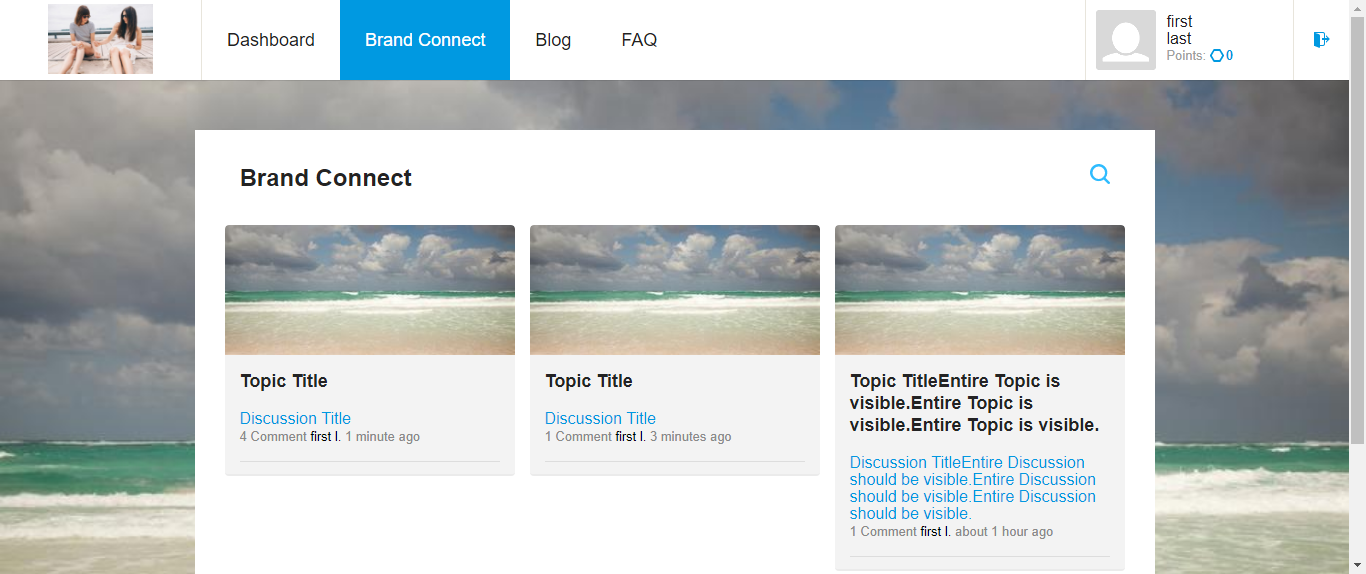 Dashboard
Brand Connect
Blog
FAQ
first
last
Points: 0
Brand Connect
Topic Title
Discussion Title
4 Comment first l. 1 minute ago
Topic Title
Discussion Title
1 Comment first l. 3 minutes ago
Topic TitleEntire Topic is
visible.Entire Topic is
visible.Entire Topic is visible.
Discussion TitleEntire Discussion
should be visible.Entire Discussion
should be visible.Entire Discussion
should be visible.
1 Comment first l. about 1 hour ago